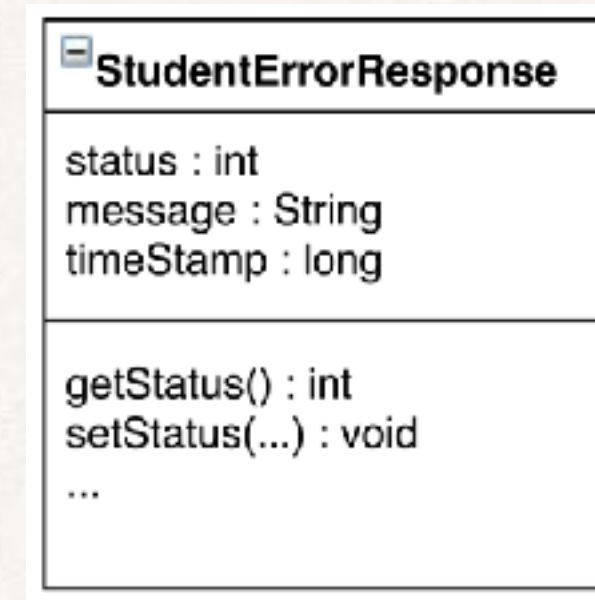 StudentErrorResponse
status : int
message : String
timeStamp : long
getStatus() : int
setStatus(...) : void
...